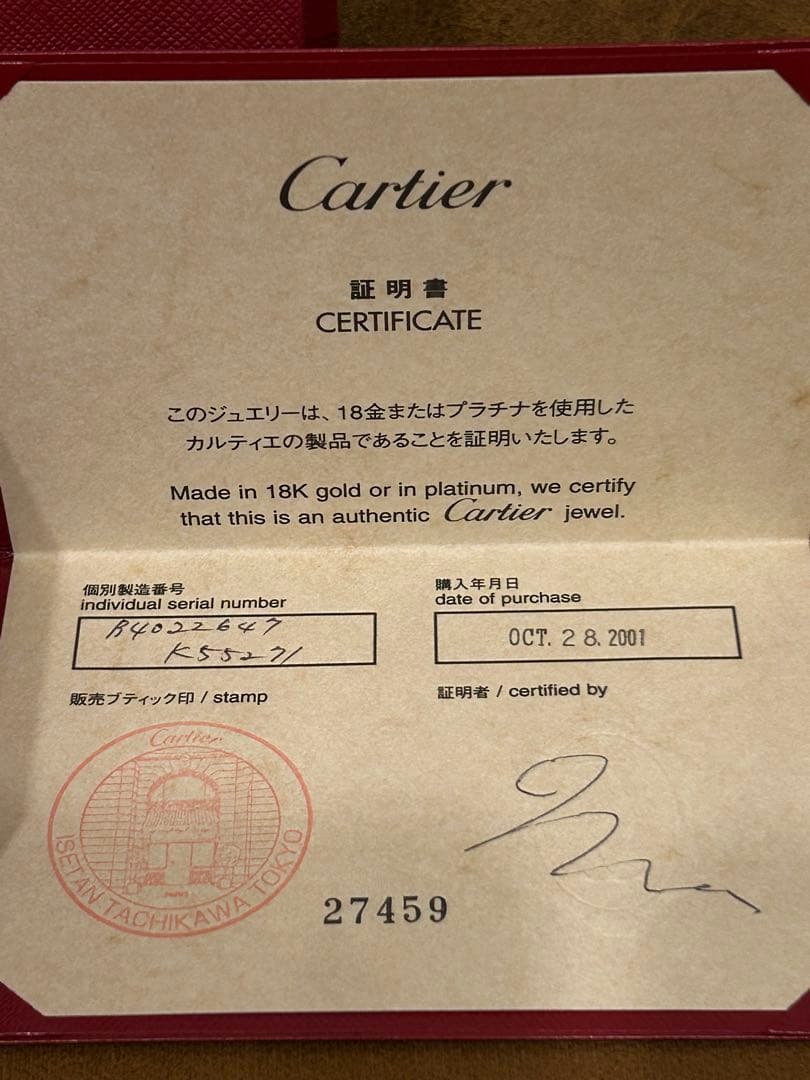 Cartier
証明書
CERTIFICATE
このジュエリーは、18金またはプラチナを使用した
カルティエの製品であることを証明いたします。
Made in 18K gold or in platinum, we certify
that this is an authentic Cartier jewel.
個別製造番号
individual serial number
B4022647
K55271
購入年月日
date of purchase
OCT. 28. 2001
販売ブティック印 / stamp
証明者 / certified by
Cartier
ISETAN TACHIKAWA TOKYO
27459